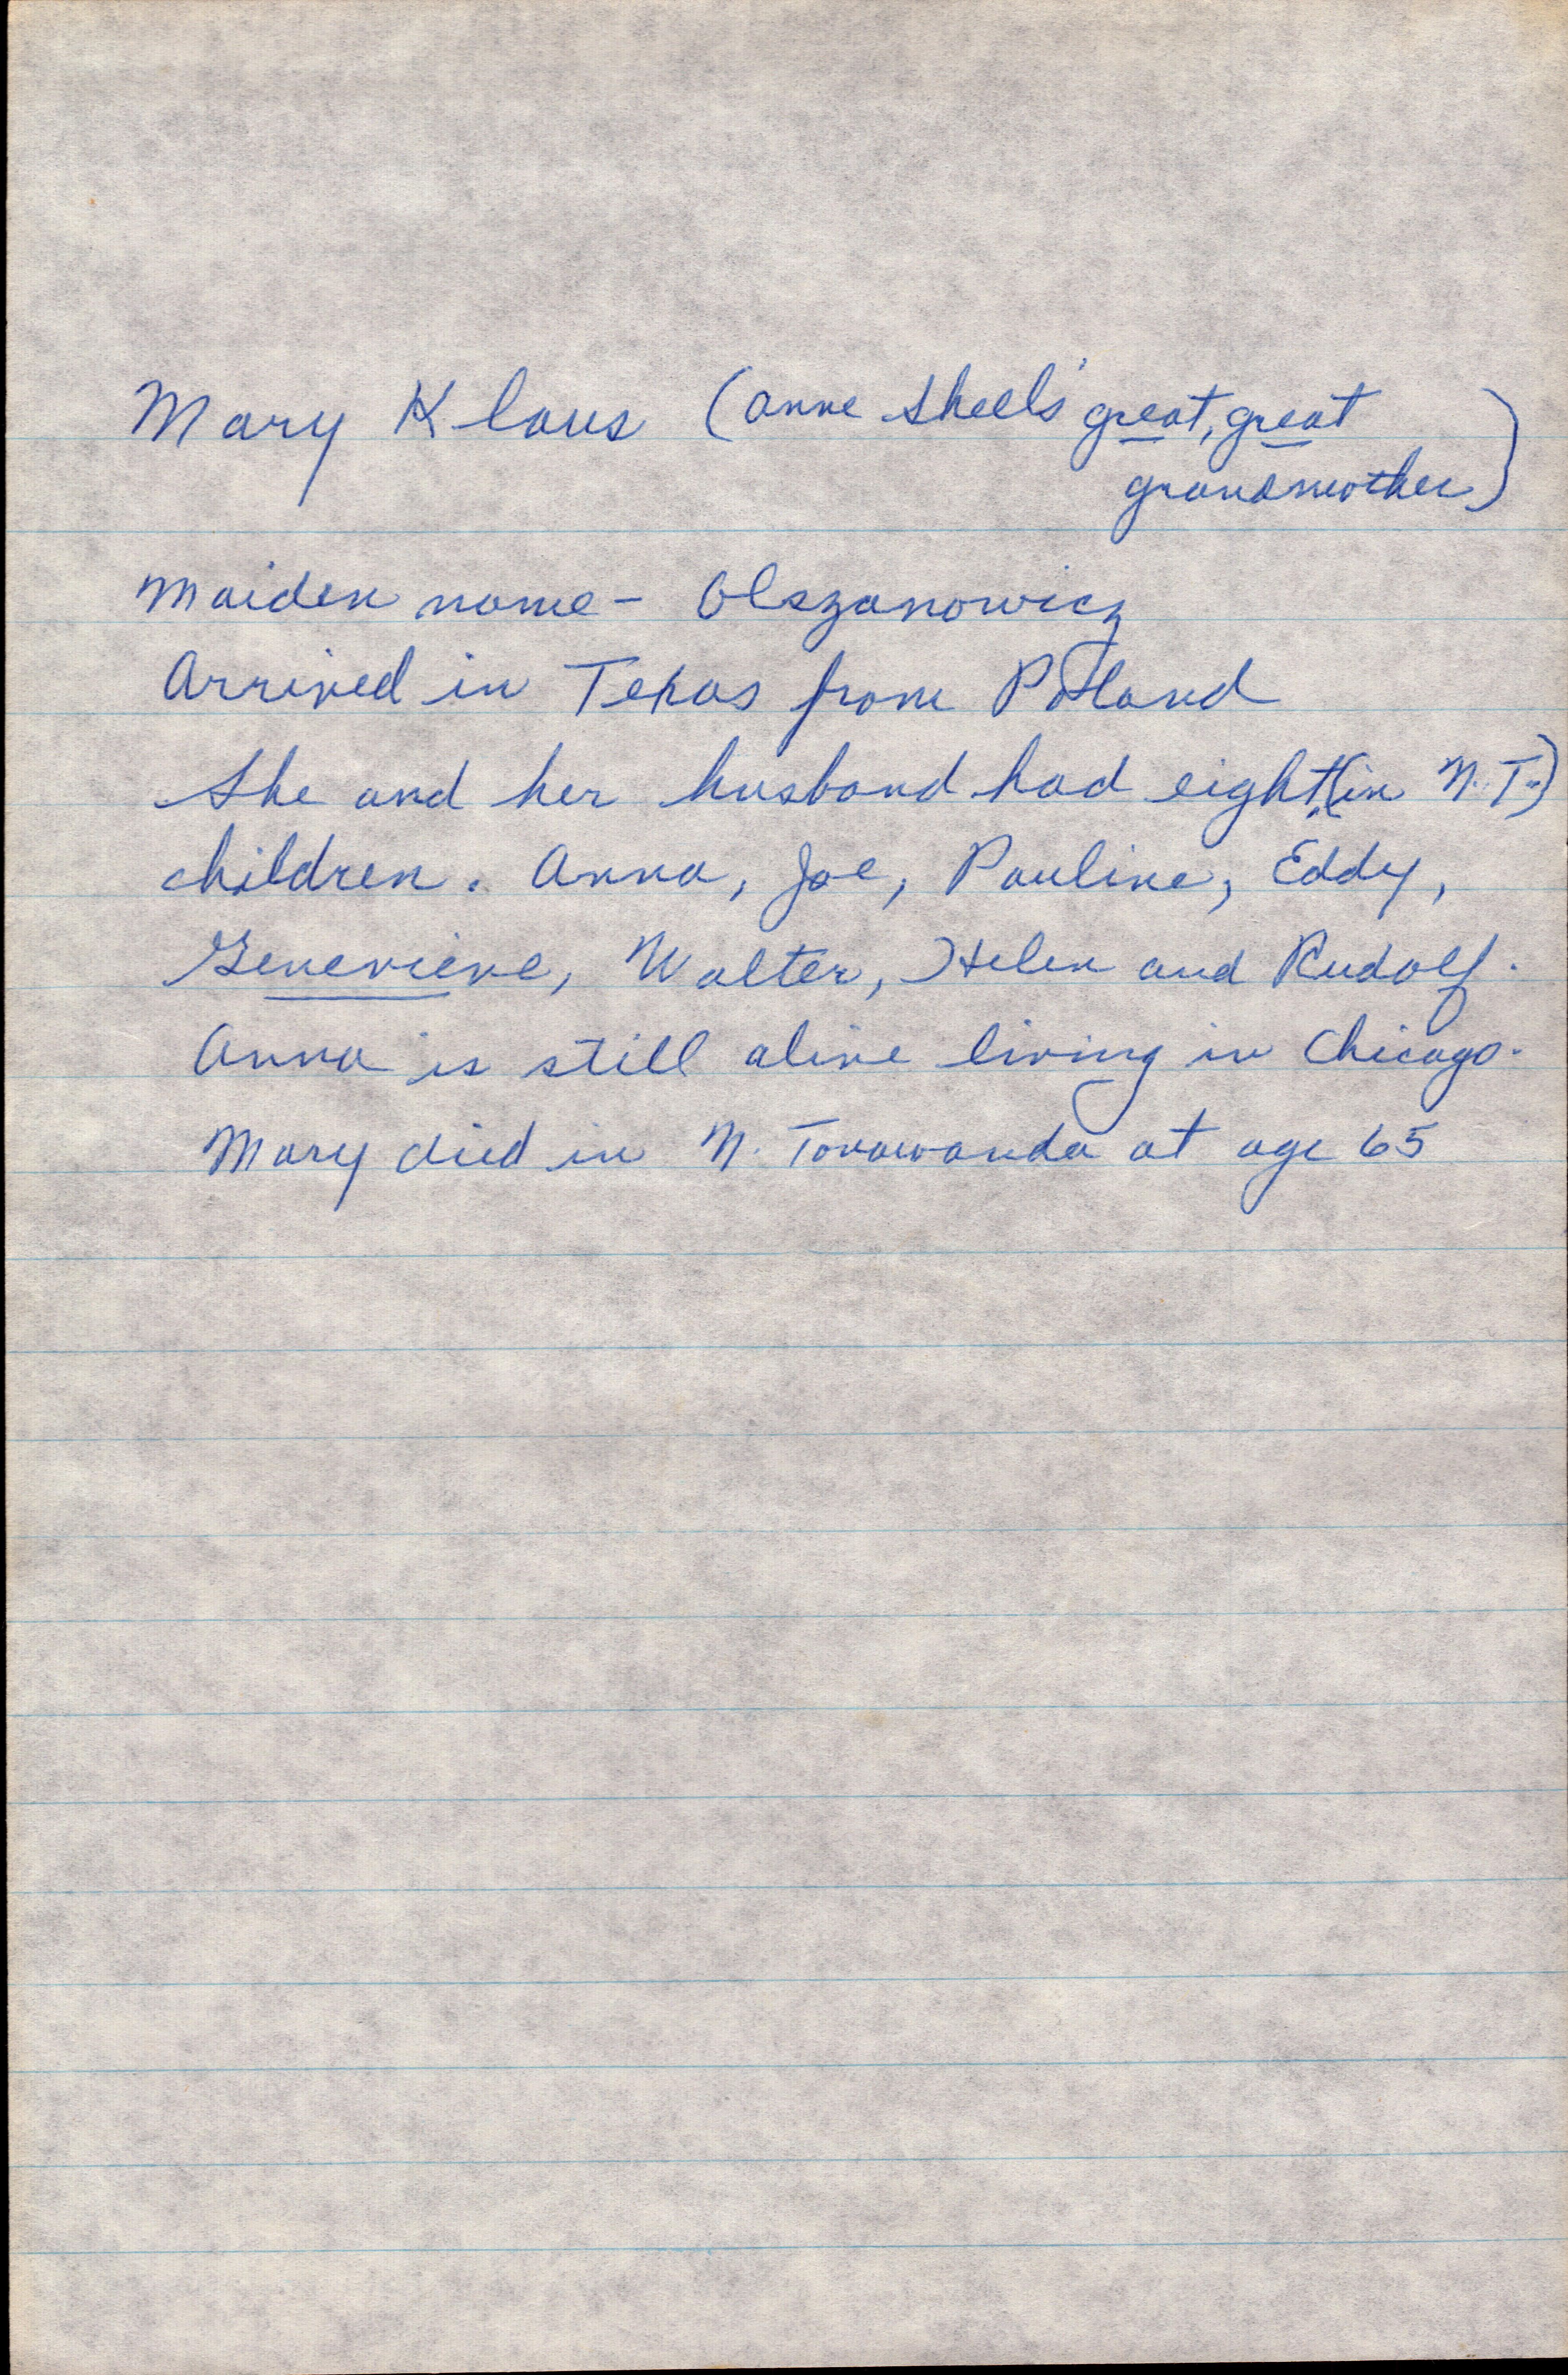 Mary Klaus (Anne Sheels' great, great
grandmother)
Maiden name - Olszanowicz
Arrived in Texas from Poland
She and her husband had eight (in N.T.)
children. Anna, Joe, Pauline, Eddy,
Genevieve, Walter, Helen and Rudolf.
Anna is still alive living in Chicago.
Mary died in N. Tonawanda at age 65